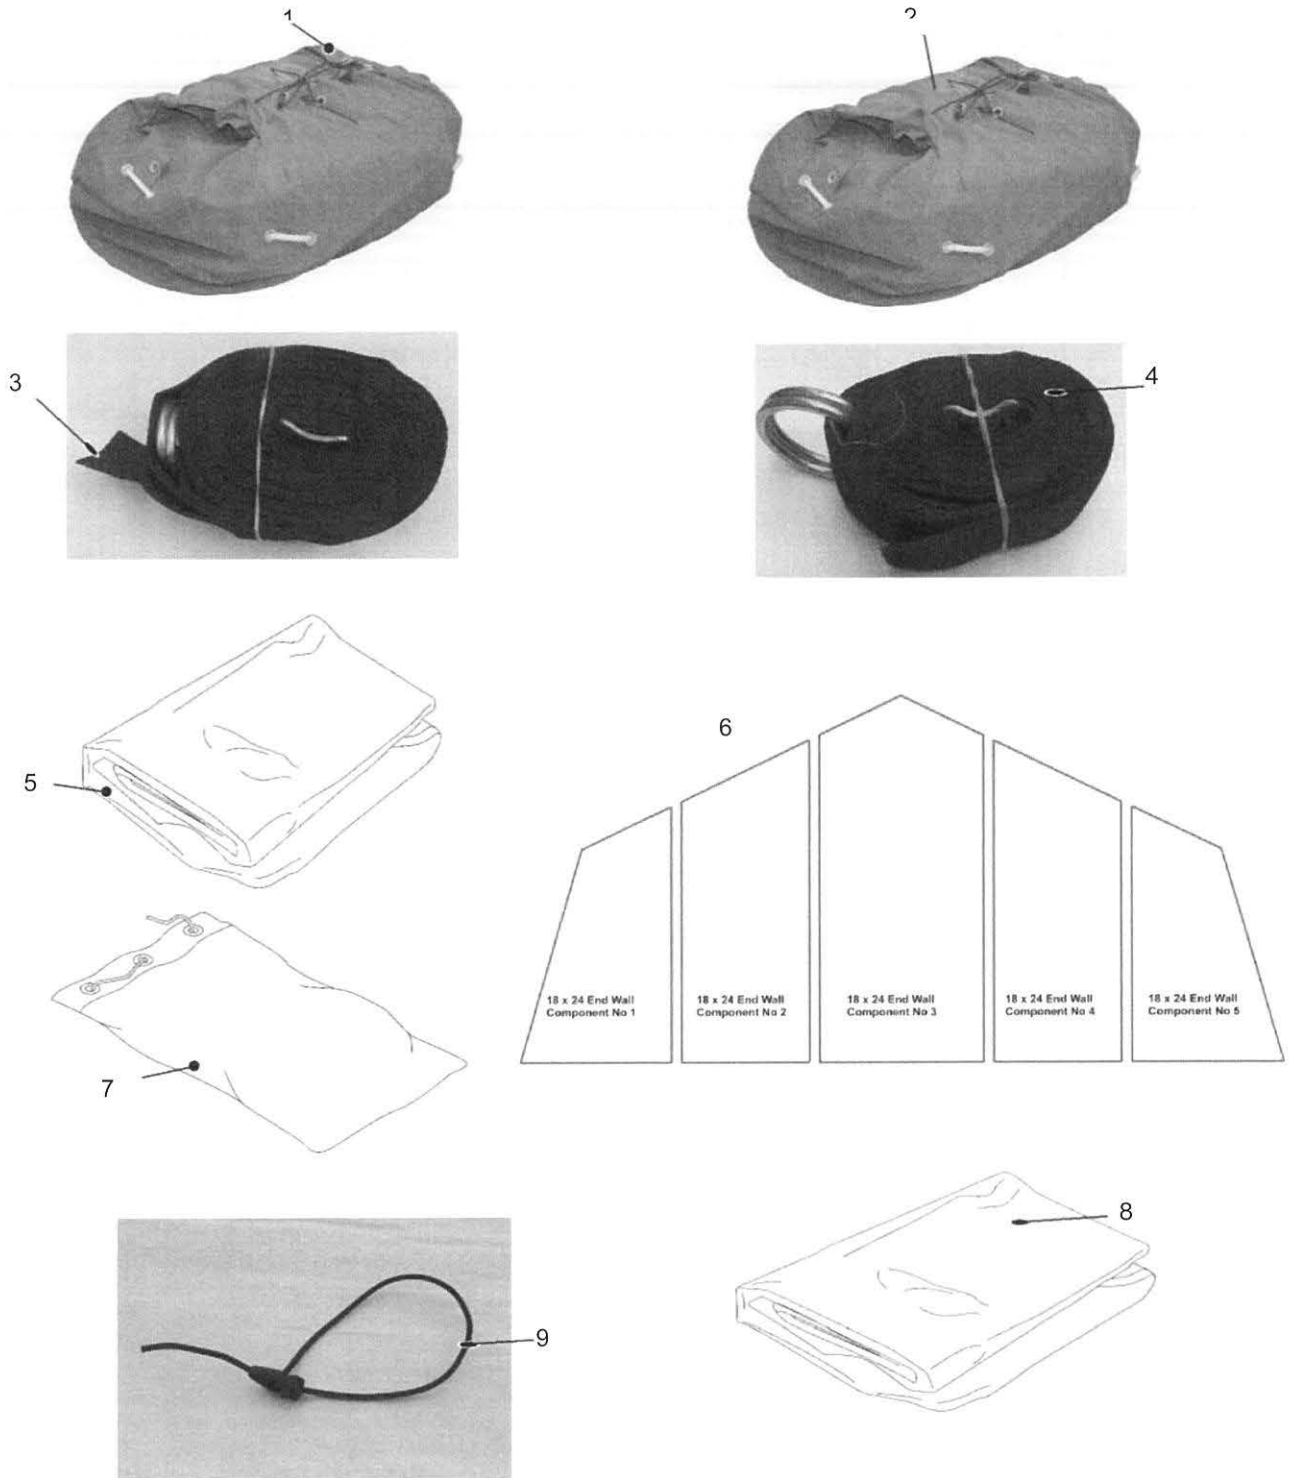 1
2
3
4
5
6
18 x 24 End Wall
Component No 1
18 x 24 End Wall
Component No 2
18 x 24 End Wall
Component No 3
18 x 24 End Wall
Component No 4
18 x 24 End Wall
Component No 5
7
8
9